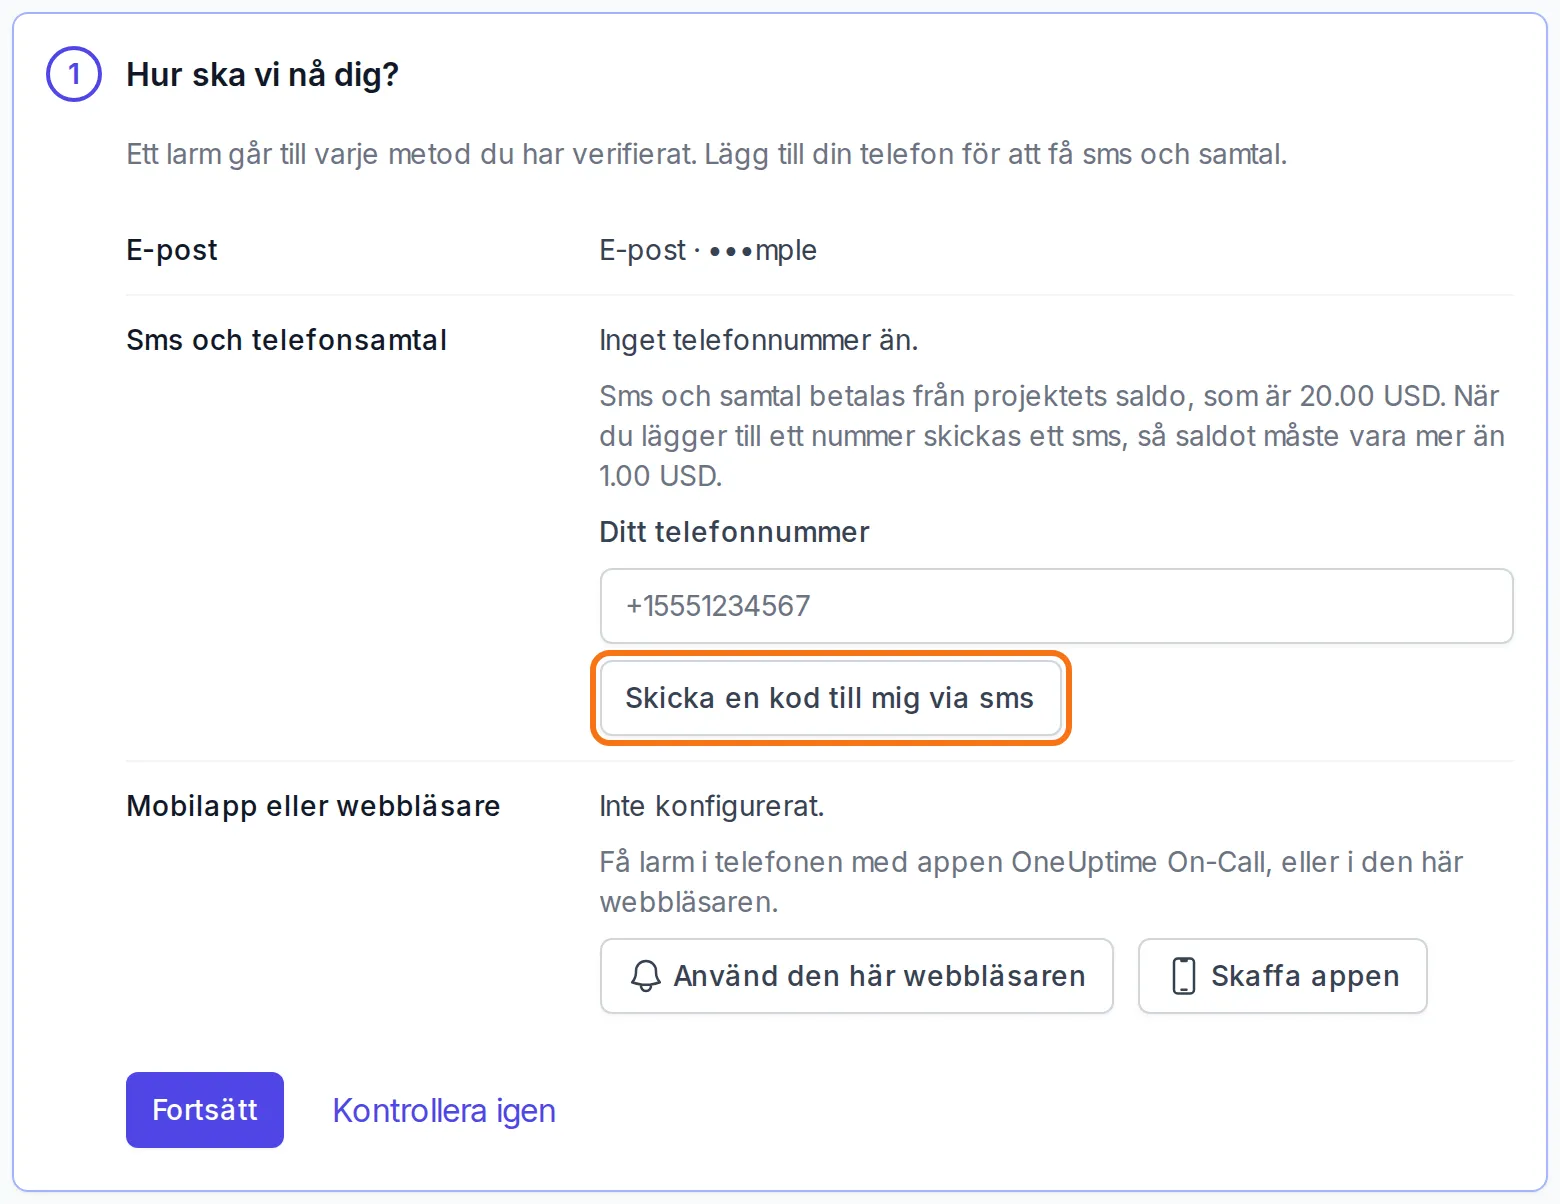 1
Hur ska vi nå dig?
Ett larm går till varje metod du har verifierat. Lägg till din telefon för att få sms och samtal.
E-post
E-post · •••mple
Sms och telefonsamtal
Inget telefonnummer än.
Sms och samtal betalas från projektets saldo, som är 20.00 USD. När
du lägger till ett nummer skickas ett sms, så saldot måste vara mer än
1.00 USD.
Ditt telefonnummer
+15551234567
Skicka en kod till mig via sms
Mobilapp eller webbläsare
Inte konfigurerat.
Få larm i telefonen med appen OneUptime On-Call, eller i den här
webbläsaren.
Använd den här webbläsaren
Skaffa appen
Fortsätt
Kontrollera igen